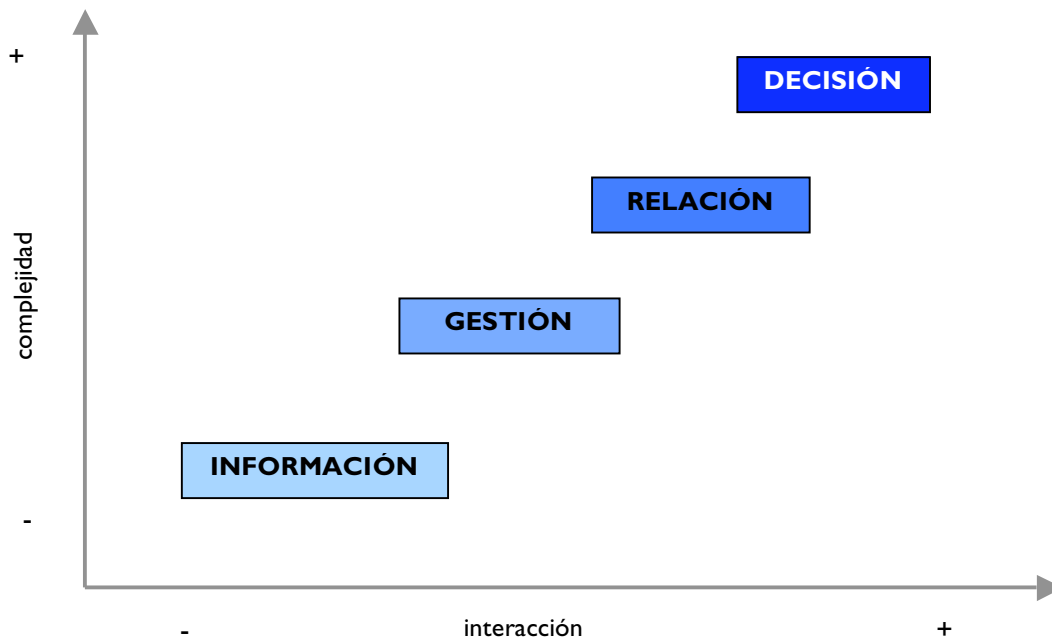 +
DECISIÓN
RELACIÓN
complejidad
GESTIÓN
INFORMACIÓN
-
- interacción +